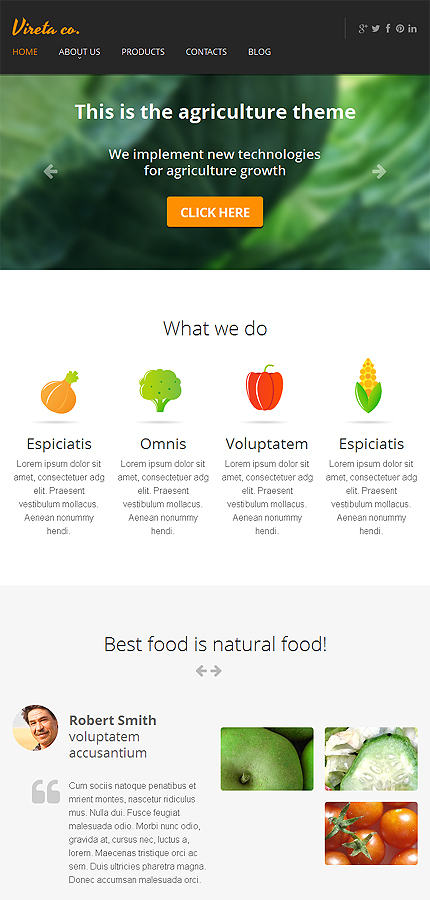 Vireta co.
HOME ABOUT US PRODUCTS CONTACTS BLOG
This is the agriculture theme
We implement new technologies
for agriculture growth
CLICK HERE
What we do
Espiciatis
Lorem ipsum dolor sit
amet, consectetuer adg
elit. Praesent
vestibulum mollacus.
Aenean nonummy
hendi.
Omnis
Lorem ipsum dolor sit
amet, consectetuer adg
elit. Praesent
vestibulum mollacus.
Aenean nonummy
hendi.
Voluptatem
Lorem ipsum dolor sit
amet, consectetuer adg
elit. Praesent
vestibulum mollacus.
Aenean nonummy
hendi.
Espiciatis
Lorem ipsum dolor sit
amet, consectetuer adg
elit. Praesent
vestibulum mollacus.
Aenean nonummy
hendi.
Best food is natural food!
Robert Smith
voluptatem
accusantium
Cum sociis natoque penatibus et
mrient montes, nascetur ridiculus
mus. Nulla dui. Fusce feugiat
malesuada odio. Morbi nunc odio,
gravida at, cursus nec, luctus a,
lorem. Maecenas tristique orci ac
sem. Duis ultricies pharetra magna.
Donec accumsan malesuada orci.